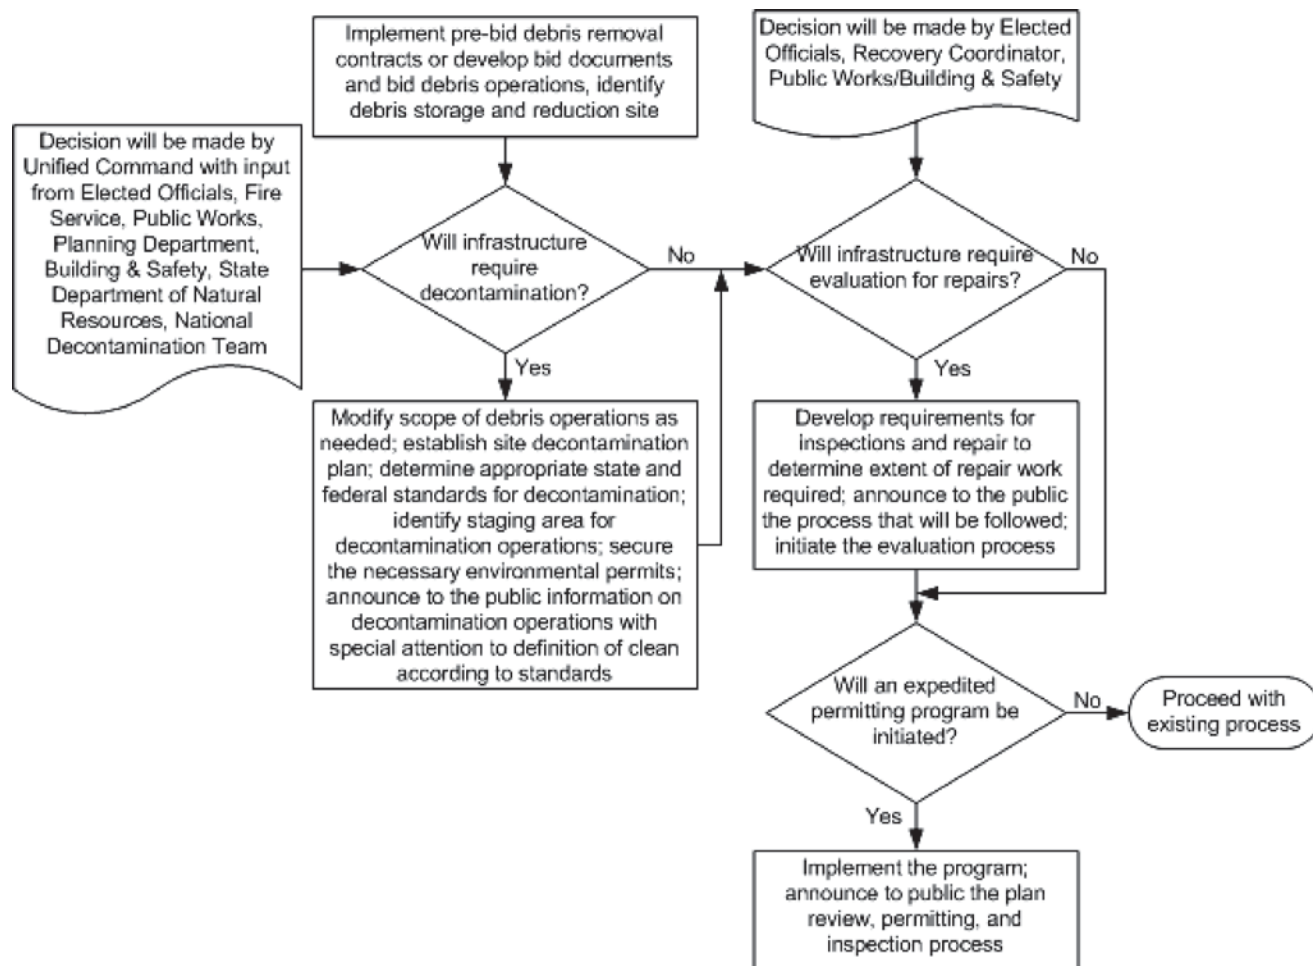 Implement pre-bid debris removal
contracts or develop bid documents
and bid debris operations, identify
debris storage and reduction site
Decision will be made by Elected
Officials, Recovery Coordinator,
Public Works/Building & Safety
Decision will be made by
Unified Command with input
from Elected Officials, Fire
Service, Public Works,
Planning Department,
Building & Safety, State
Department of Natural
Resources, National
Decontamination Team
Will infrastructure
require
decontamination?
No
Will infrastructure require
evaluation for repairs?
No
Yes
Yes
Modify scope of debris operations as
needed; establish site decontamination
plan; determine appropriate state and
federal standards for decontamination;
identify staging area for
decontamination operations; secure
the necessary environmental permits;
announce to the public information on
decontamination operations with
special attention to definition of clean
according to standards
Develop requirements for
inspections and repair to
determine extent of repair work
required; announce to the public
the process that will be followed;
initiate the evaluation process
Will an expedited
permitting program be
initiated?
No
Proceed with
existing process
Yes
Implement the program;
announce to public the plan
review, permitting, and
inspection process